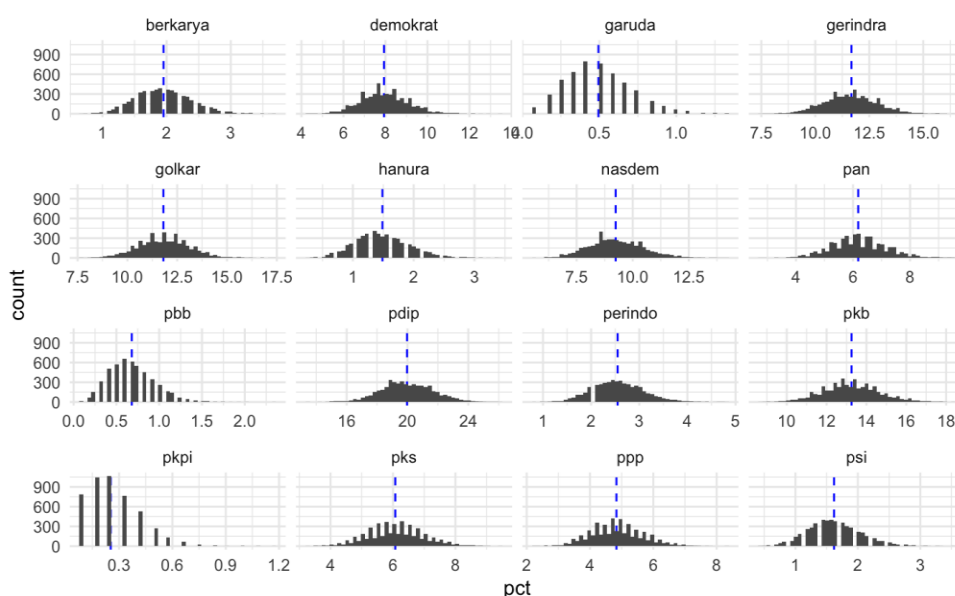 berkarya demokrat garuda gerindra
900
600
300
0
1 2 3 4 6 8 10 12 14 0.0 0.5 1.0 7.5 10.0 12.5 15.0
golkar hanura nasdem pan
900
600
300
0
7.5 10.0 12.5 15.0 17.5 1 2 3 7.5 10.0 12.5 4 6 8
count
pbb pdip perindo pkb
900
600
300
0
0.0 0.5 1.0 1.5 2.0 16 20 24 1 2 3 4 5 10 12 14 16 18
pkpi pks ppp psi
900
600
300
0
0.3 0.6 0.9 1.2 4 6 8 2 4 6 8 1 2 3
pct